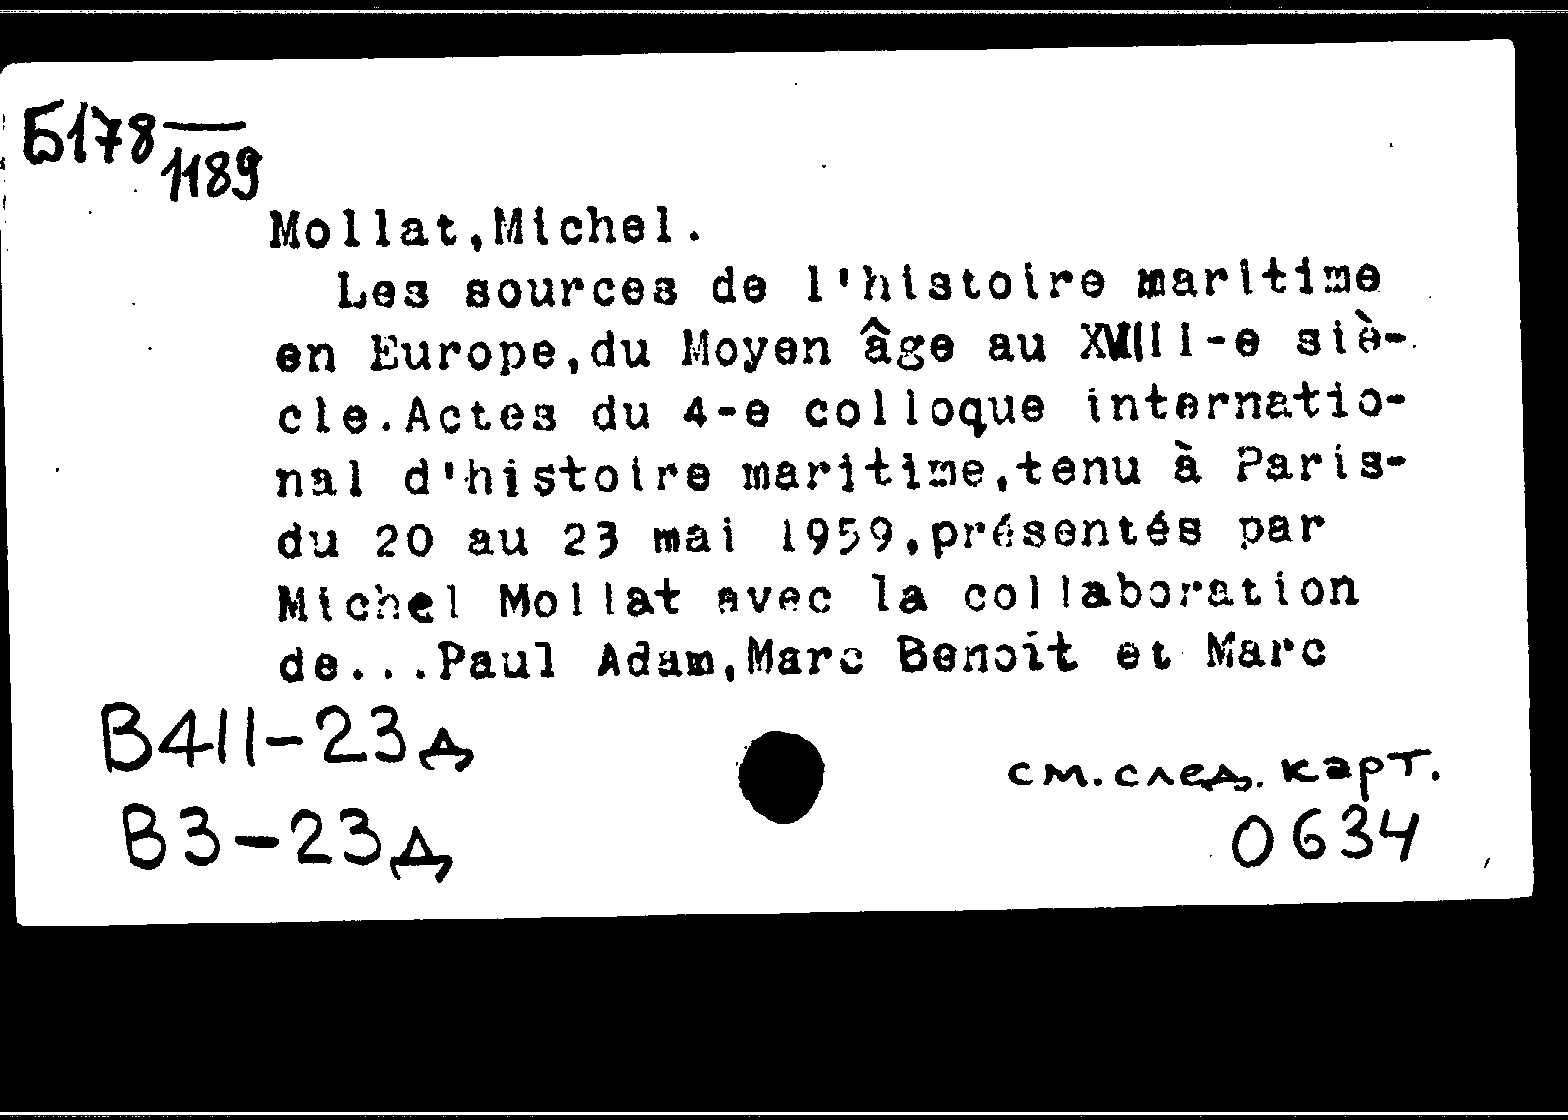 Б178
1189
Mollat,Michel.
Les sources de l'histoire maritime
en Europe,du Moyen âge au XVIII-e siè-
cle.Actes du 4-e colloque internatio-
nal d'histoire maritime,tenu à Paris-
du 20 au 23 mai 1959,présentés par
Michel Mollat avec la collaboration
de...Paul Adam,Marc Benoit et Marc
В411-23д
см. след. карт.
В3-23д
0634